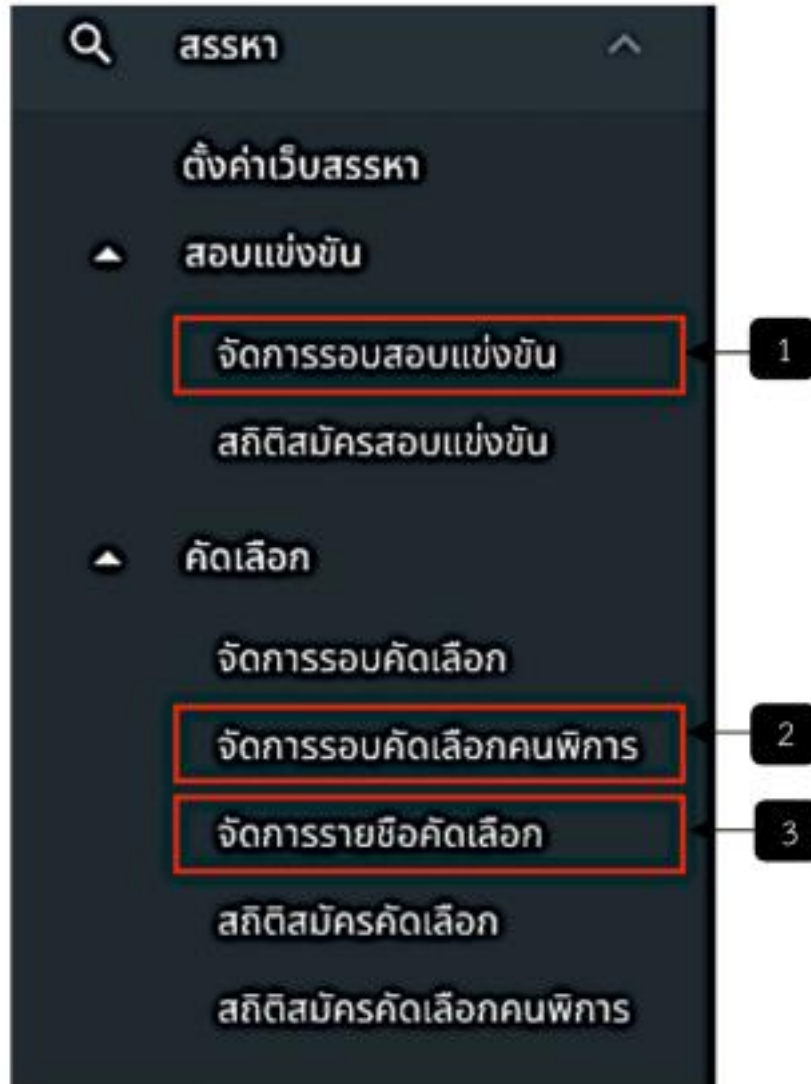 สรรหา
ตั้งค่าเว็บสรรหา
สอบแข่งขัน
จัดการรอบสอบแข่งขัน 1
สถิติสมัครสอบแข่งขัน
คัดเลือก
จัดการรอบคัดเลือก
จัดการรอบคัดเลือกคนพิการ 2
จัดการรายชื่อคัดเลือก 3
สถิติสมัครคัดเลือก
สถิติสมัครคัดเลือกคนพิการ